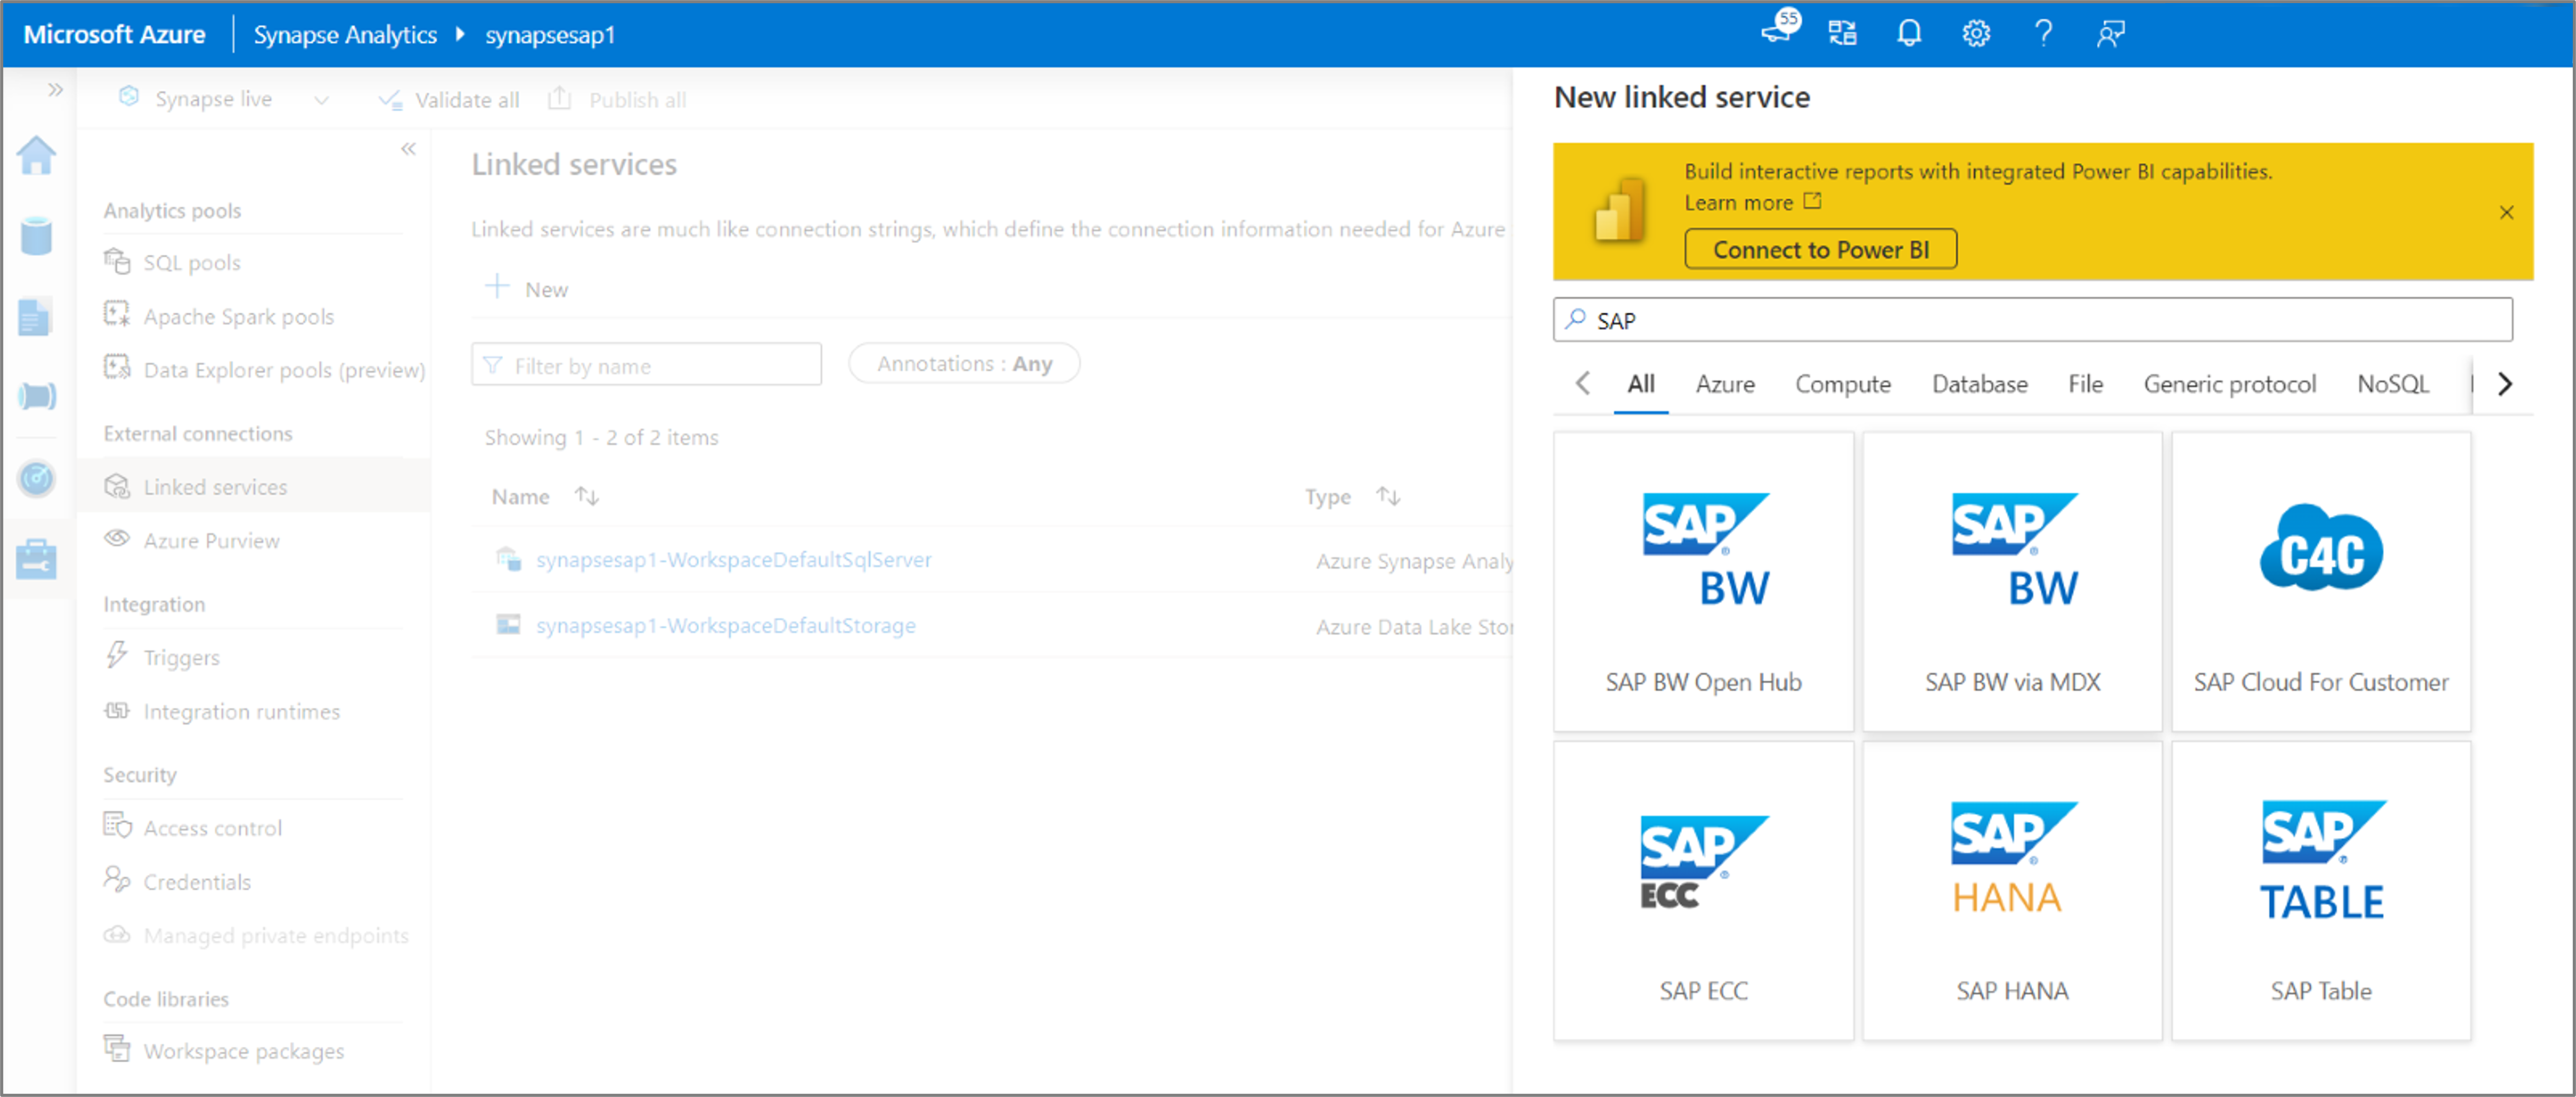 Microsoft Azure
Synapse Analytics
synapsesap1
55
Synapse live
Validate all
Publish all
Analytics pools
SQL pools
Apache Spark pools
Data Explorer pools (preview)
External connections
Linked services
Azure Purview
Integration
Triggers
Integration runtimes
Security
Access control
Credentials
Managed private endpoints
Code libraries
Workspace packages
Linked services
Linked services are much like connection strings, which define the connection information needed for Azure
New
Filter by name
Annotations : Any
Showing 1 - 2 of 2 items
Name
Type
synapsesap1-WorkspaceDefaultSqlServer
Azure Synapse Analy
synapsesap1-WorkspaceDefaultStorage
Azure Data Lake Stor
New linked service
Build interactive reports with integrated Power BI capabilities.
Learn more
Connect to Power BI
SAP
All
Azure
Compute
Database
File
Generic protocol
NoSQL
SAP
BW
SAP BW Open Hub
SAP
BW
SAP BW via MDX
C4C
SAP Cloud For Customer
SAP
ECC
SAP ECC
SAP
HANA
SAP HANA
SAP
TABLE
SAP Table